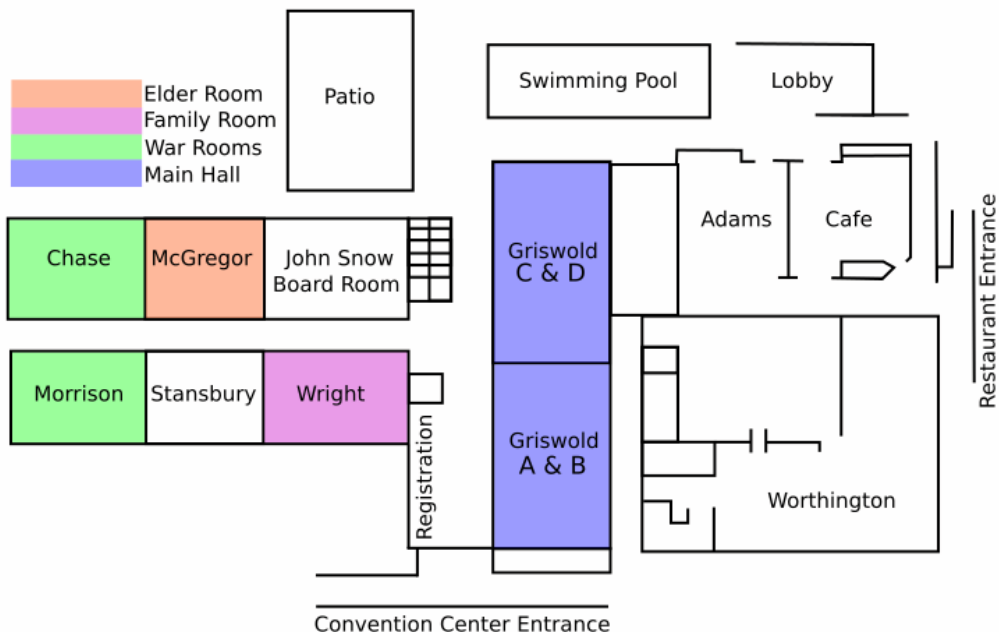 Patio
Swimming Pool
Lobby
Elder Room
Family Room
War Rooms
Main Hall
Chase
McGregor
John Snow
Board Room
Griswold
C & D
Adams
Cafe
Restaurant Entrance
Morrison
Stansbury
Wright
Registration
Griswold
A & B
Worthington
Convention Center Entrance